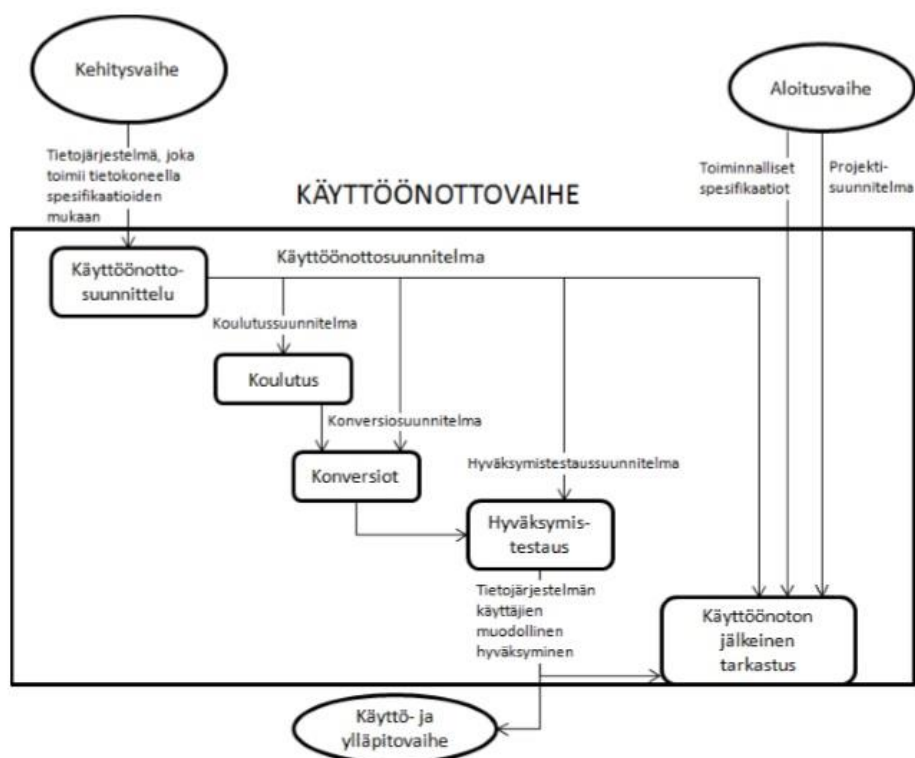 Kehitysvaihe
Aloitusvaihe
Tietojärjestelmä, joka
toimii tietokoneella
spesifikaatioiden
mukaan
Toiminnalliset
spesifikaatiot
Projekti-
suunnitelma
KÄYTTÖÖNOTTOVAIHE
Käyttöönotto-
suunnittelu
Käyttöönottosuunnitelma
Koulutussuunnitelma
Koulutus
Konversiosuunnitelma
Konversiot
Hyväksymistestaussuunnitelma
Hyväksymis-
testaus
Tietojärjestelmän
käyttäjien
muodollinen
hyväksyminen
Käyttöönoton
jälkeinen
tarkastus
Käyttö- ja
ylläpitovaihe